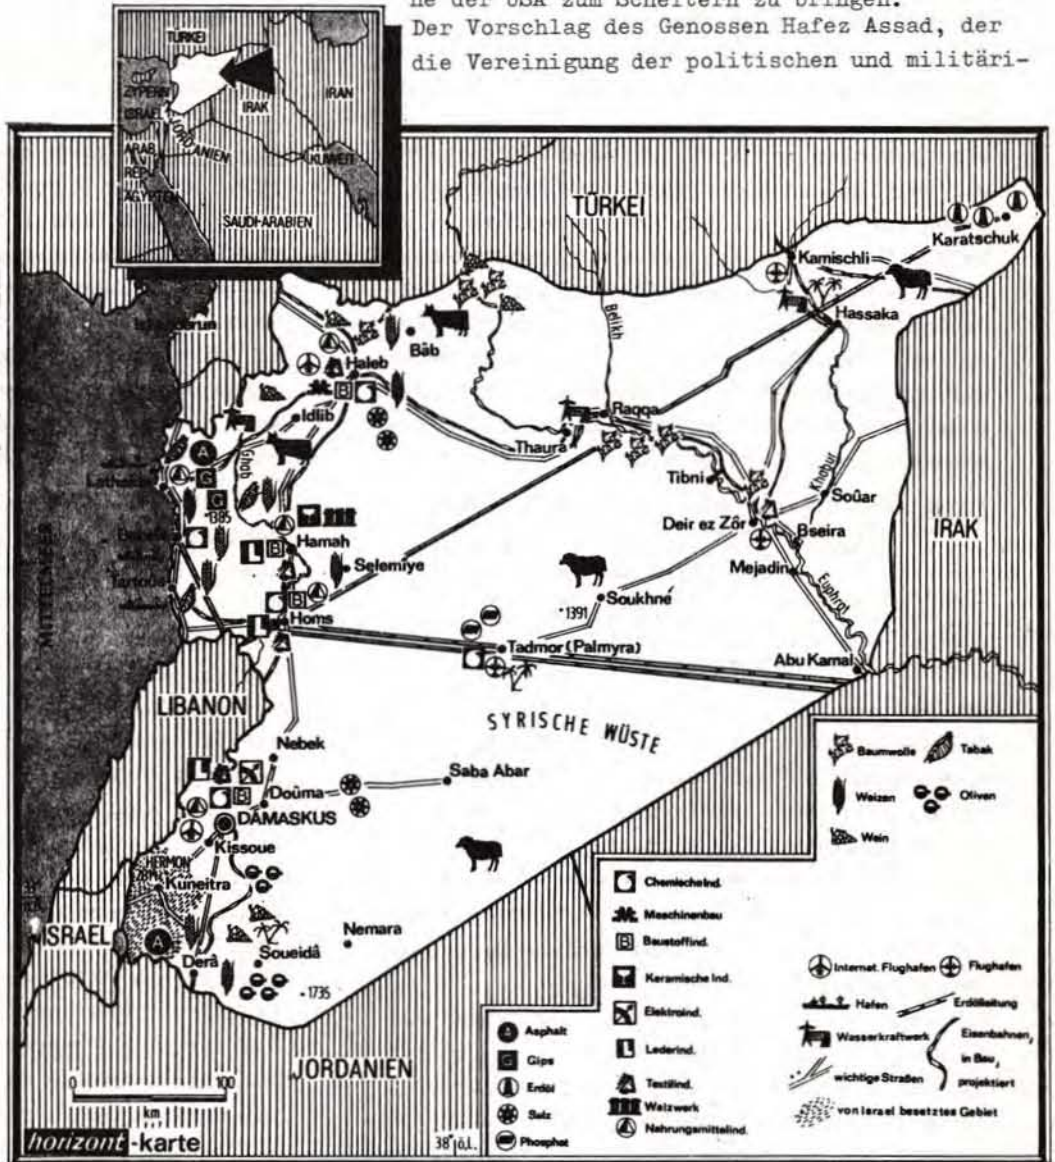 ne der USA zum Scheitern zu bringen.
Der Vorschlag des Genossen Hafez Assad, der
die Vereinigung der politischen und militäri-
TÜRKEI
ZYPERN
IRAN
IRAK
ISRAEL
JORDANIEN
ARAB.
REP.
ÄGYPTEN
KUWEIT
SAUDI-ARABIEN
TÜRKEI
Karatschuk
Kamischli
Hassaka
Belikh
Bâb
Haleb
Idlib
Raqqa
Thaura
Ghab
Tibni
Khabur
Soûar
1385
Deir ez Zôr
Bseira
IRAK
Hamah
Selemiye
Mejadin
MITTELMEER
Tartoûs
Soukhné
1391
Euphrat
Homs
Tadmor (Palmyra)
Abu Kamal
LIBANON
SYRISCHE WÜSTE
Nebek
Saba Abar
Doûma
DAMASKUS
Kissoue
HERMON
Kuneitra
ISRAEL
A
Nemara
Soueidâ
Derâ
1735
JORDANIEN
0 100
km
horizont-karte
38° ö.L.
Baumwolle
Tabak
Weizen
Oliven
Wein
Chemische Ind.
Maschinenbau
B Baustoffind.
Keramische Ind.
Elektroind.
L Lederind.
Textilind.
Walzwerk
Nahrungsmittelind.
A Asphalt
G Gips
Erdöl
Salz
Phosphat
Internat. Flughafen
Flughafen
Hafen
Erdölleitung
Wasserkraftwerk
Eisenbahnen,
in Bau,
projektiert
wichtige Straßen
von Israel besetztes Gebiet